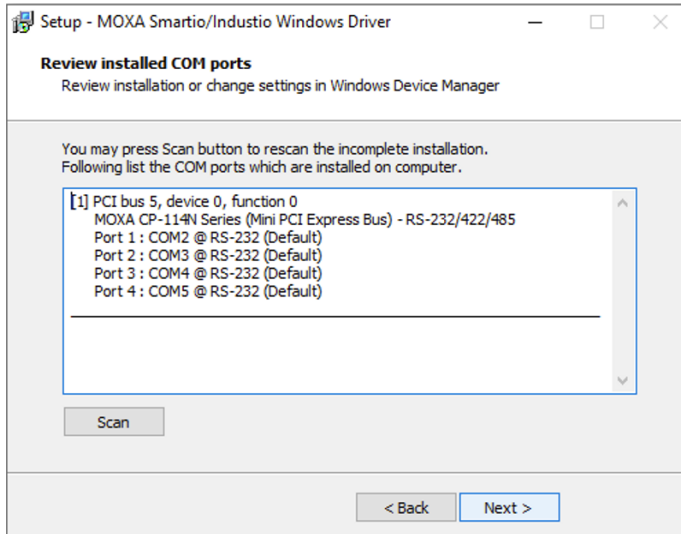 Setup - MOXA Smartio/Industio Windows Driver
Review installed COM ports
Review installation or change settings in Windows Device Manager
You may press Scan button to rescan the incomplete installation.
Following list the COM ports which are installed on computer.
[1] PCI bus 5, device 0, function 0
MOXA CP-114N Series (Mini PCI Express Bus) - RS-232/422/485
Port 1 : COM2 @ RS-232 (Default)
Port 2 : COM3 @ RS-232 (Default)
Port 3 : COM4 @ RS-232 (Default)
Port 4 : COM5 @ RS-232 (Default)
Scan
< Back
Next >